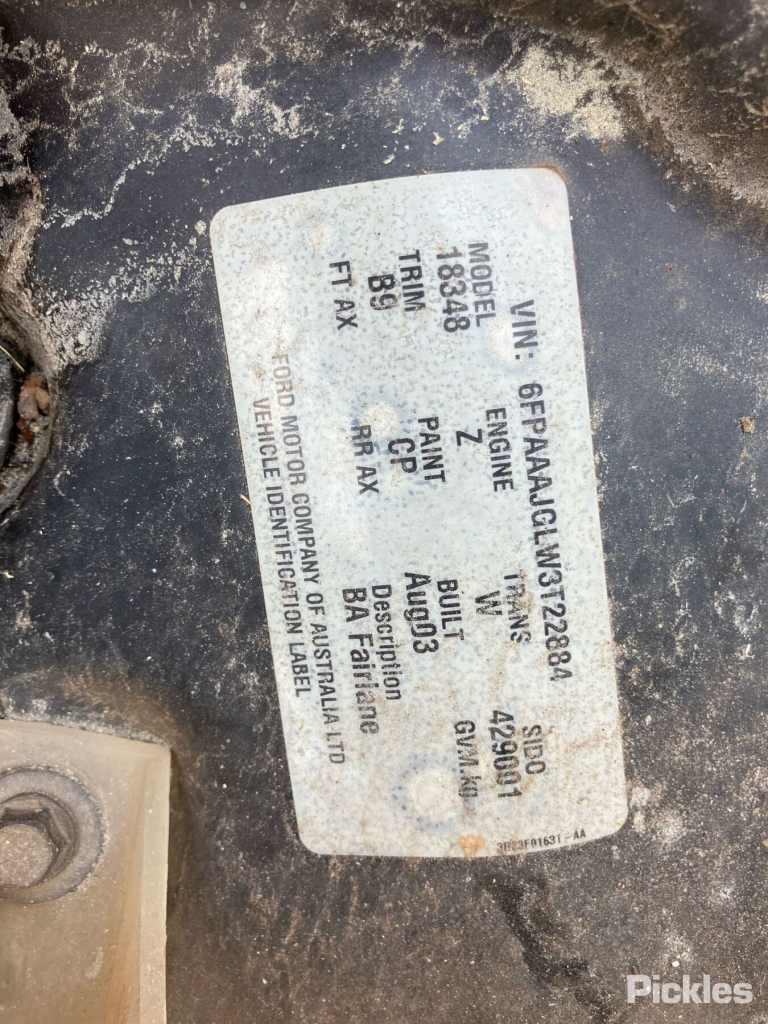 VIN: 6FPAAAJGLW3T22884
MODEL ENGINE TRANS SIDO
18348 Z W 429001
TRIM PAINT BUILT GVM.kg
B9 CP Aug03
FT AX RR AX Description
BA Fairlane
FORD MOTOR COMPANY OF AUSTRALIA LTD
VEHICLE IDENTIFICATION LABEL
Pickles